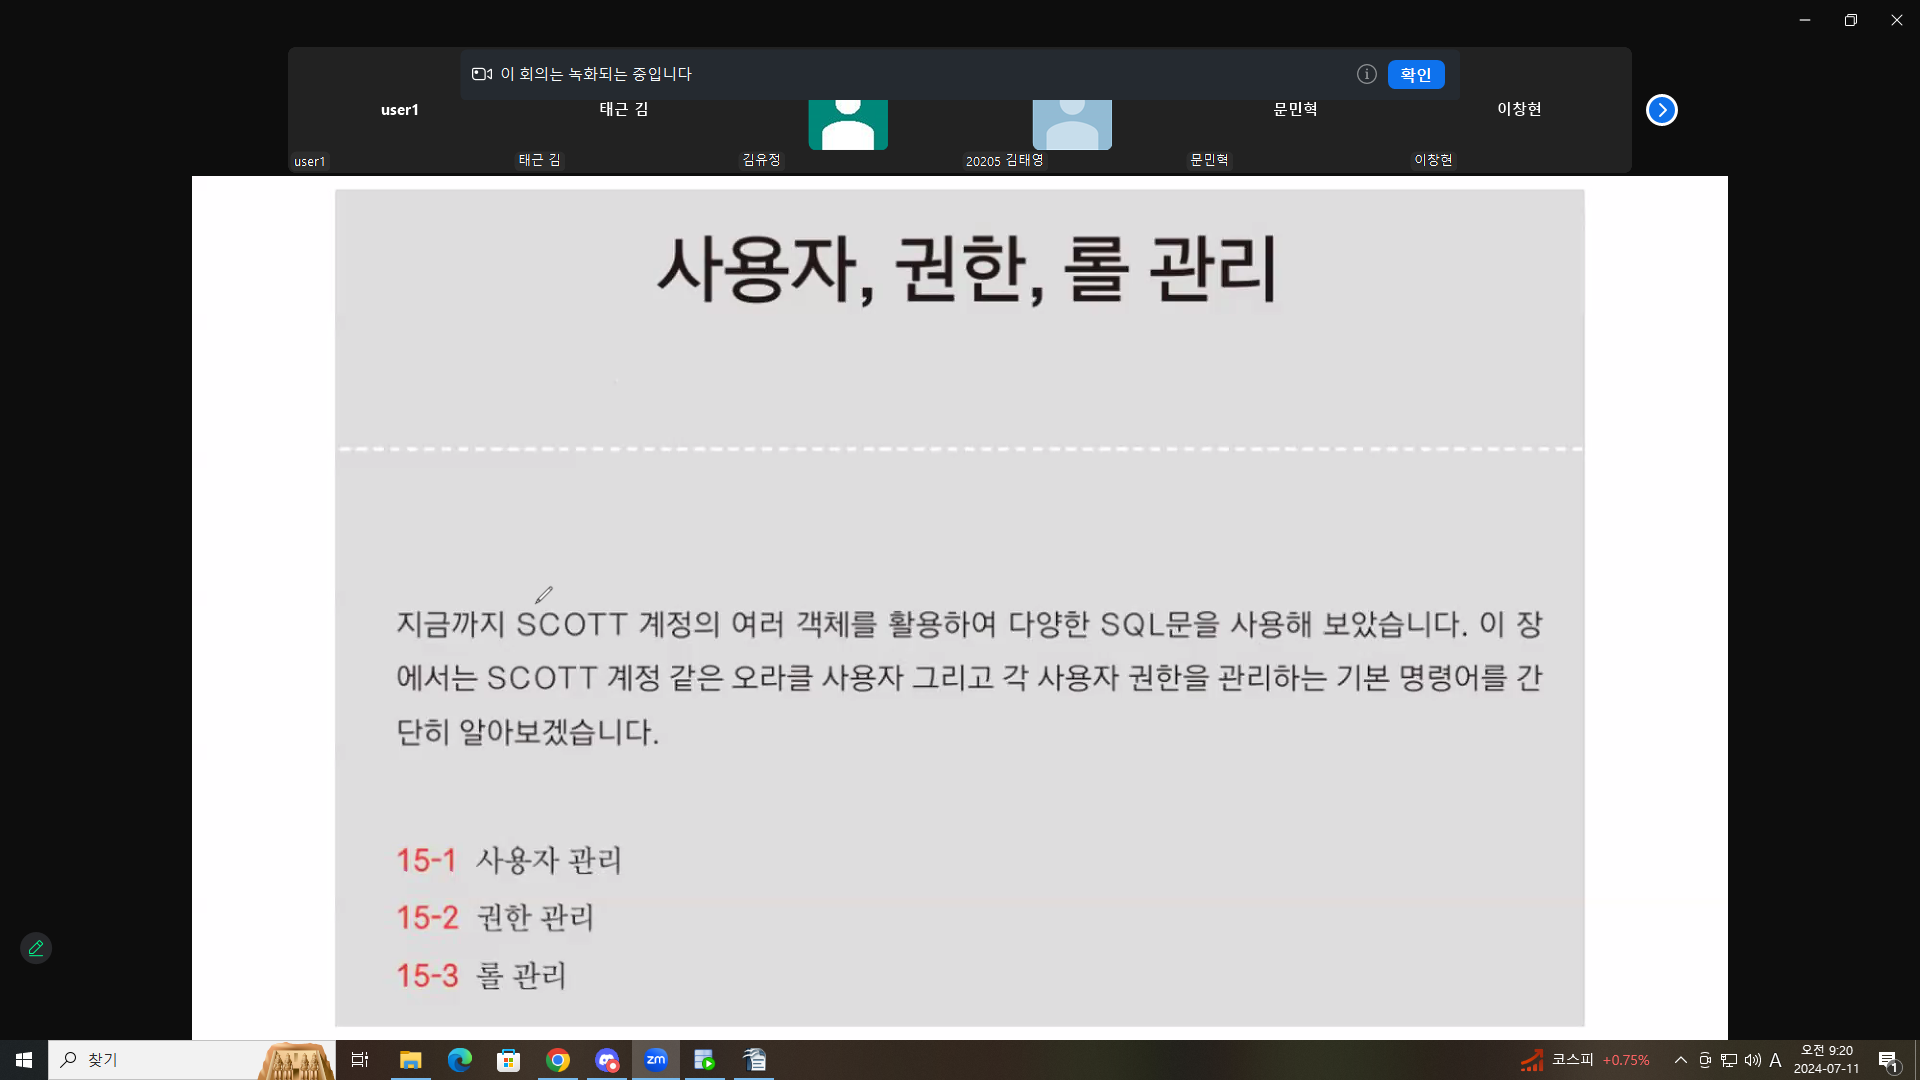 이 회의는 녹화되는 중입니다
확인
user1
태근 김
문민혁
이창현
user1
태근 김
김유정
20205 김태영
문민혁
이창현
사용자, 권한, 롤 관리
지금까지 SCOTT 계정의 여러 객체를 활용하여 다양한 SQL문을 사용해 보았습니다. 이 장
에서는 SCOTT 계정 같은 오라클 사용자 그리고 각 사용자 권한을 관리하는 기본 명령어를 간
단히 알아보겠습니다.
15-1 사용자 관리
15-2 권한 관리
15-3 롤 관리
찾기
zm
코스피 +0.75%
A
오전 9:20
2024-07-11
1